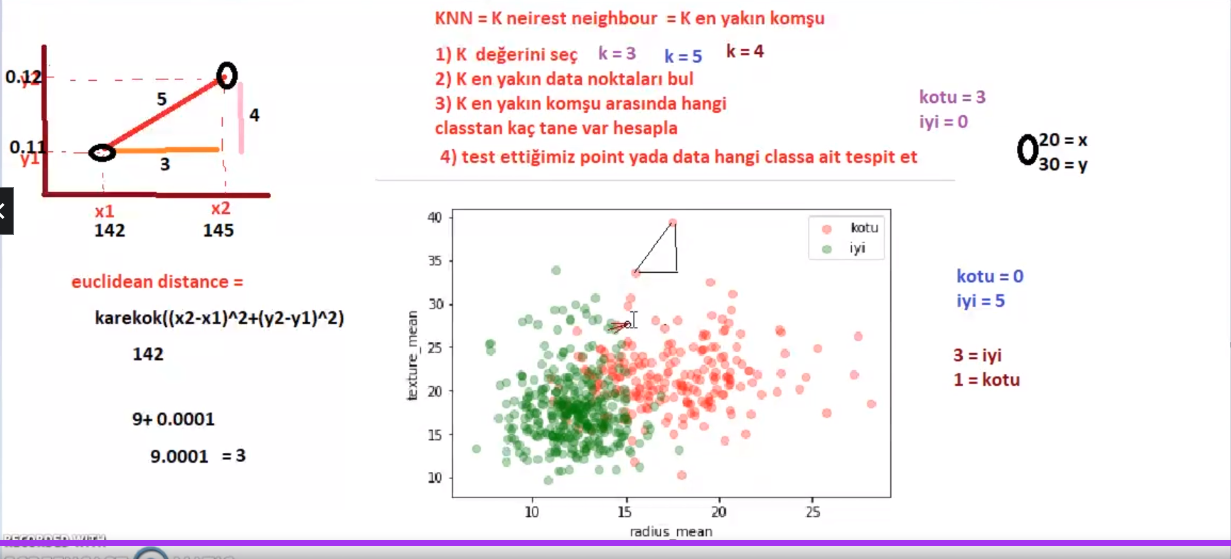 KNN = K neirest neighbour = K en yakın komşu
1) K değerini seç k = 3 k = 5 k = 4
2) K en yakın data noktaları bul
3) K en yakın komşu arasında hangi
classtan kaç tane var hesapla
4) test ettiğimiz point yada data hangi classa ait tespit et
kotu = 3
iyi = 0
20 = x
30 = y
0.12
y2
5
4
0.11
y1
3
x1
x2
142
145
euclidean distance =
karekok((x2-x1)^2+(y2-y1)^2)
142
9+ 0.0001
9.0001 = 3
40
35
30
25
20
15
10
texture_mean
kotu
iyi
10
15
20
25
radius_mean
kotu = 0
iyi = 5
3 = iyi
1 = kotu
RECORDED WITH